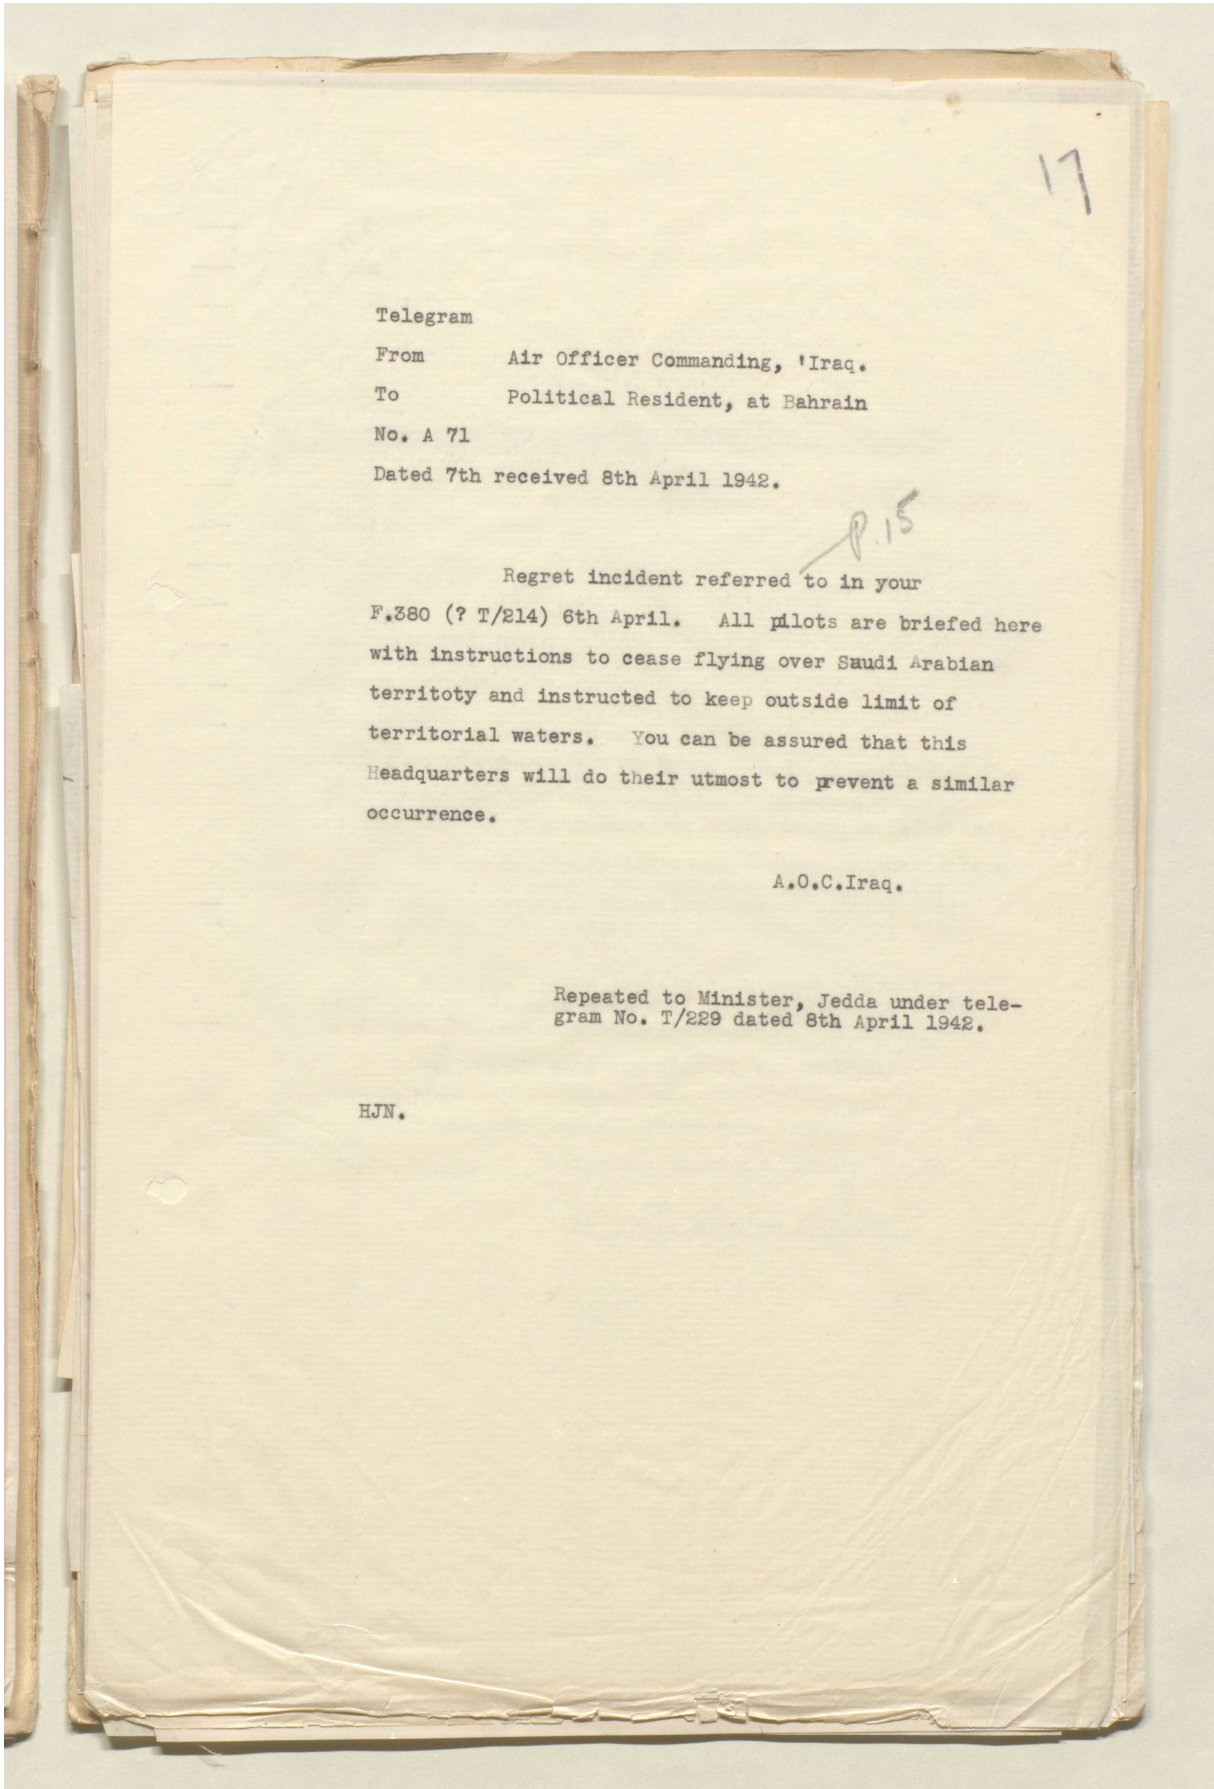 17
Telegram
From Air Officer Commanding, 'Iraq.
To Political Resident, at Bahrain
No. A 71
Dated 7th received 8th April 1942.
P.15
Regret incident referred to in your
F.380 (? T/214) 6th April. All pilots are briefed here
with instructions to cease flying over Saudi Arabian
territoty and instructed to keep outside limit of
territorial waters. You can be assured that this
Headquarters will do their utmost to prevent a similar
occurrence.
A.O.C.Iraq.
Repeated to Minister, Jedda under tele-
gram No. T/229 dated 8th April 1942.
HJN.